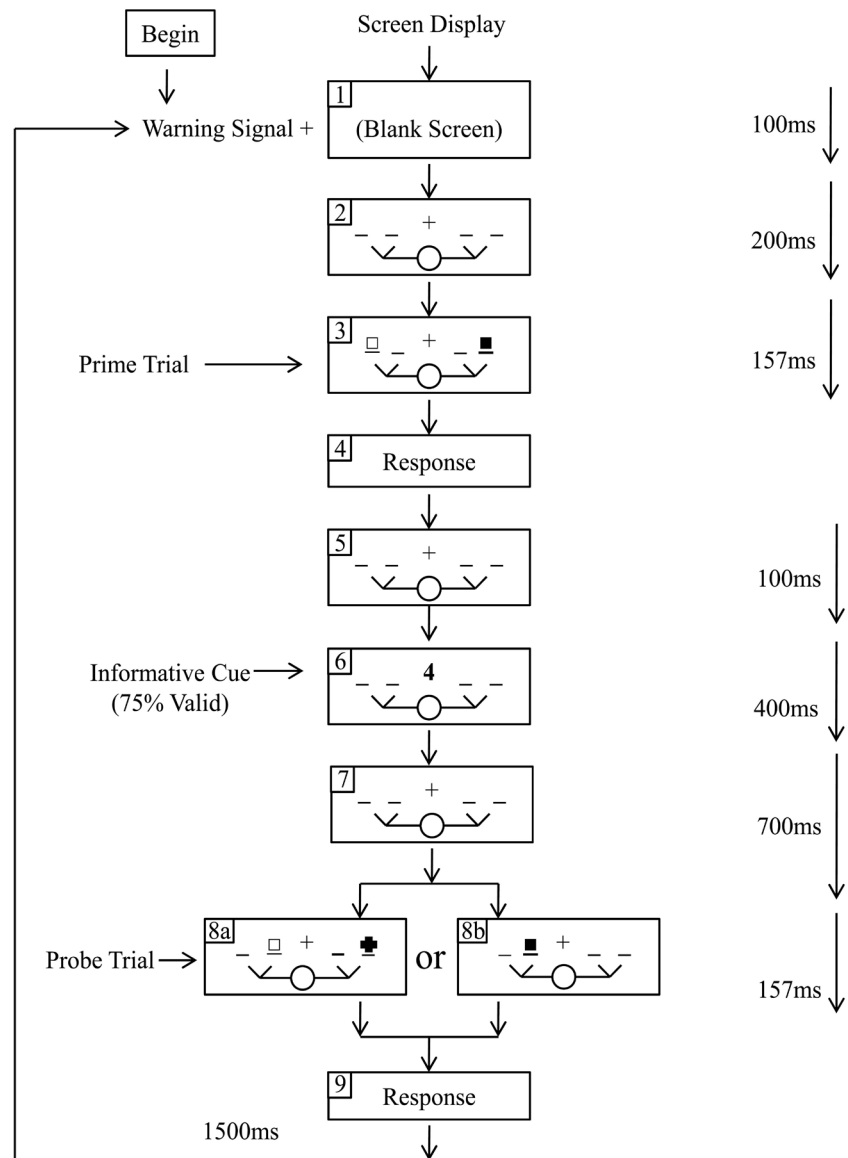 Begin
Screen Display
1
Warning Signal +
(Blank Screen)
100ms
2
+
200ms
3
+
Prime Trial
157ms
4
Response
5
+
100ms
Informative Cue
(75% Valid)
6
4
400ms
7
+
700ms
8a
+
or
8b
+
Probe Trial
157ms
9
Response
1500ms